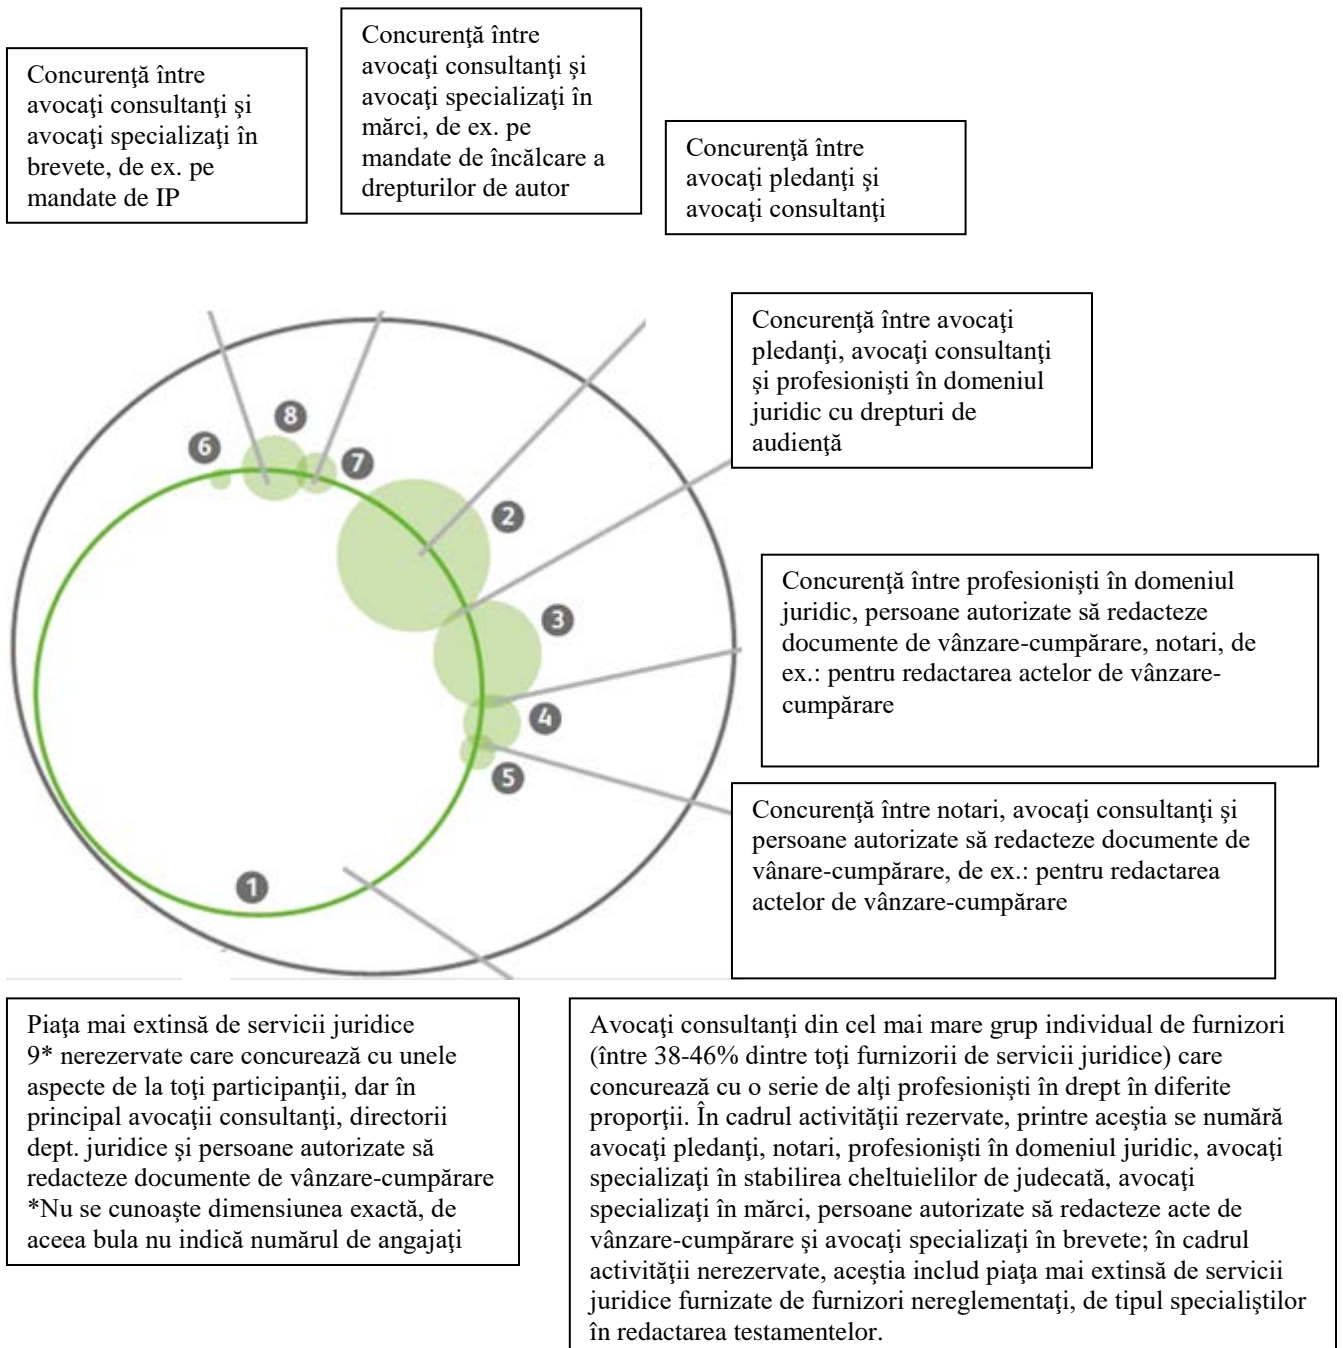 Concurenţă între
avocaţi consultanţi şi
avocaţi specializaţi în
brevete, de ex. pe
mandate de IP
Concurenţă între
avocaţi consultanţi şi
avocaţi specializaţi în
mărci, de ex. pe
mandate de încălcare a
drepturilor de autor
Concurenţă între
avocaţi pledanţi şi
avocaţi consultanţi
Concurenţă între avocaţi
pledanţi, avocaţi consultanţi
şi profesionişti în domeniul
juridic cu drepturi de
audienţă
8
6
7
2
3
4
5
1
Concurenţă între profesionişti în domeniul
juridic, persoane autorizate să redacteze
documente de vânzare-cumpărare, notari, de
ex.: pentru redactarea actelor de vânzare-
cumpărare
Concurenţă între notari, avocaţi consultanţi şi
persoane autorizate să redacteze documente de
vânare-cumpărare, de ex.: pentru redactarea
actelor de vânzare-cumpărare
Piaţa mai extinsă de servicii juridice
9* nerezervate care concurează cu unele
aspecte de la toţi participanţii, dar în
principal avocaţii consultanţi, directorii
dept. juridice şi persoane autorizate să
redacteze documente de vânzare-cumpărare
*Nu se cunoaşte dimensiunea exactă, de
aceea bula nu indică numărul de angajaţi
Avocaţi consultanţi din cel mai mare grup individual de furnizori
(între 38-46% dintre toţi furnizorii de servicii juridice) care
concurează cu o serie de alţi profesionişti în drept în diferite
proporţii. În cadrul activităţii rezervate, printre aceştia se numără
avocaţi pledanţi, notari, profesionişti în domeniul juridic, avocaţi
specializaţi în stabilirea cheltuielilor de judecată, avocaţi
specializaţi în mărci, persoane autorizate să redacteze acte de
vânzare-cumpărare şi avocaţi specializaţi în brevete; în cadrul
activităţii nerezervate, aceştia includ piaţa mai extinsă de servicii
juridice furnizate de furnizori nereglementaţi, de tipul specialiştilor
în redactarea testamentelor.